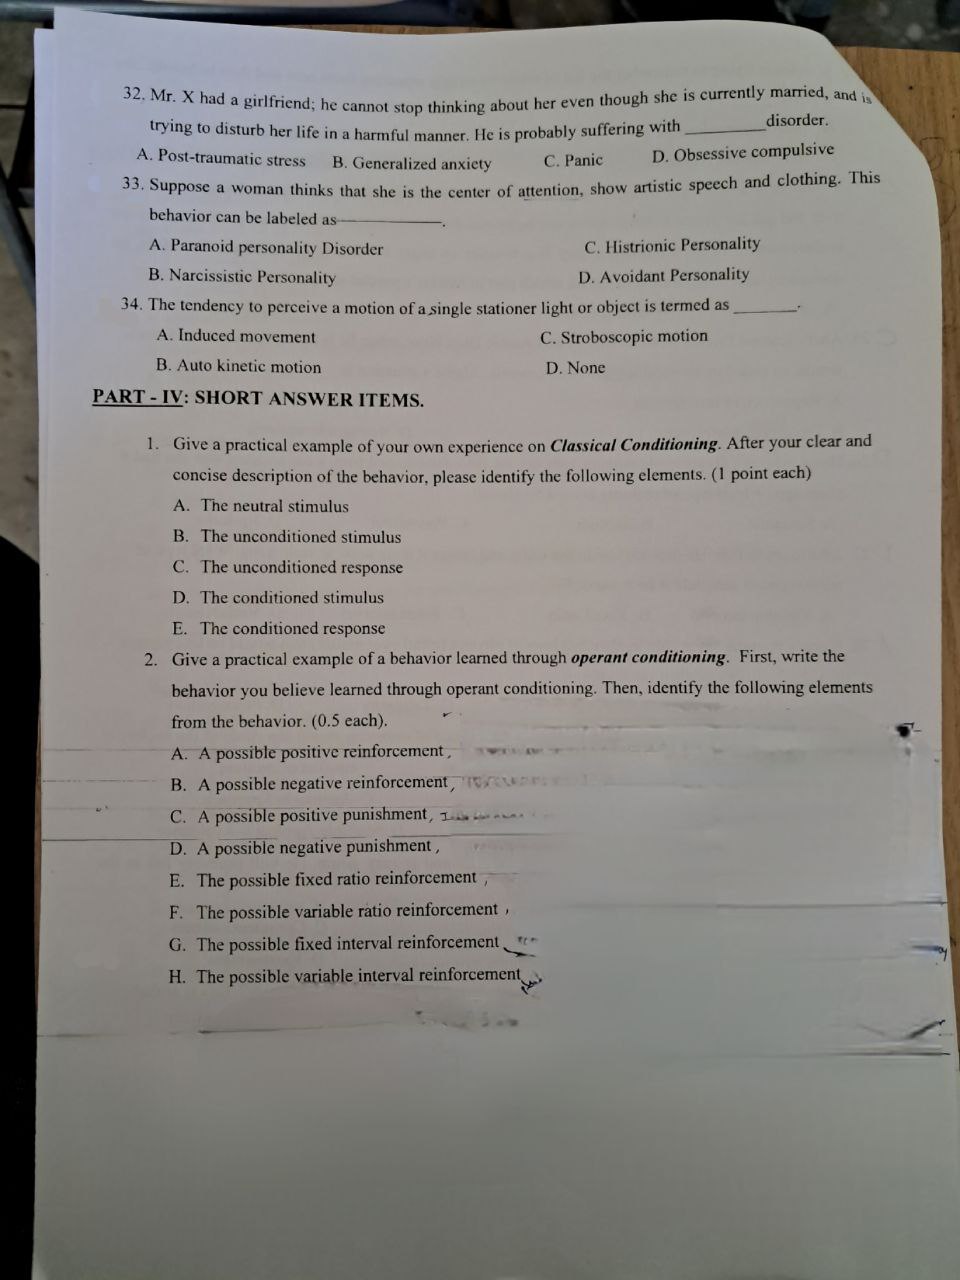 32. Mr. X had a girlfriend; he cannot stop thinking about her even though she is currently married, and is
trying to disturb her life in a harmful manner. He is probably suffering with ________disorder.
A. Post-traumatic stress B. Generalized anxiety C. Panic D. Obsessive compulsive
33. Suppose a woman thinks that she is the center of attention, show artistic speech and clothing. This
behavior can be labeled as__________.
A. Paranoid personality Disorder C. Histrionic Personality
B. Narcissistic Personality D. Avoidant Personality
34. The tendency to perceive a motion of a single stationer light or object is termed as ______.
A. Induced movement C. Stroboscopic motion
B. Auto kinetic motion D. None
PART - IV: SHORT ANSWER ITEMS.
1. Give a practical example of your own experience on Classical Conditioning. After your clear and
concise description of the behavior, please identify the following elements. (1 point each)
A. The neutral stimulus
B. The unconditioned stimulus
C. The unconditioned response
D. The conditioned stimulus
E. The conditioned response
2. Give a practical example of a behavior learned through operant conditioning. First, write the
behavior you believe learned through operant conditioning. Then, identify the following elements
from the behavior. (0.5 each).
A. A possible positive reinforcement,
B. A possible negative reinforcement,
C. A possible positive punishment,
D. A possible negative punishment,
E. The possible fixed ratio reinforcement,
F. The possible variable ratio reinforcement,
G. The possible fixed interval reinforcement
H. The possible variable interval reinforcement